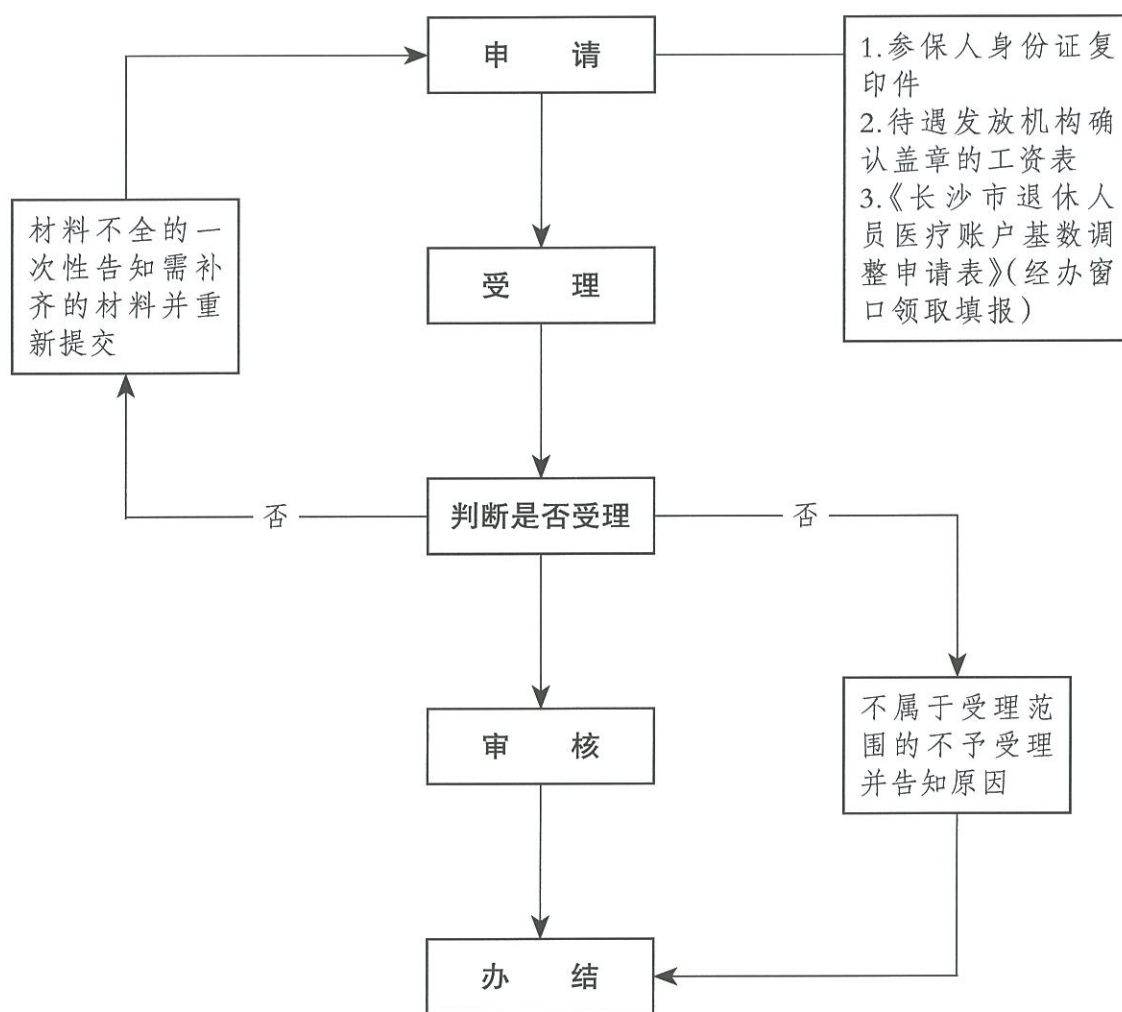 申 请
1.参保人身份证复
印件
2.待遇发放机构确
认盖章的工资表
3.《长沙市退休人
员医疗账户基数调
整申请表》(经办窗
口领取填报)
材料不全的一
次性告知需补
齐的材料并重
新提交
受 理
否
判断是否受理
否
审 核
不属于受理范
围的不予受理
并告知原因
办 结